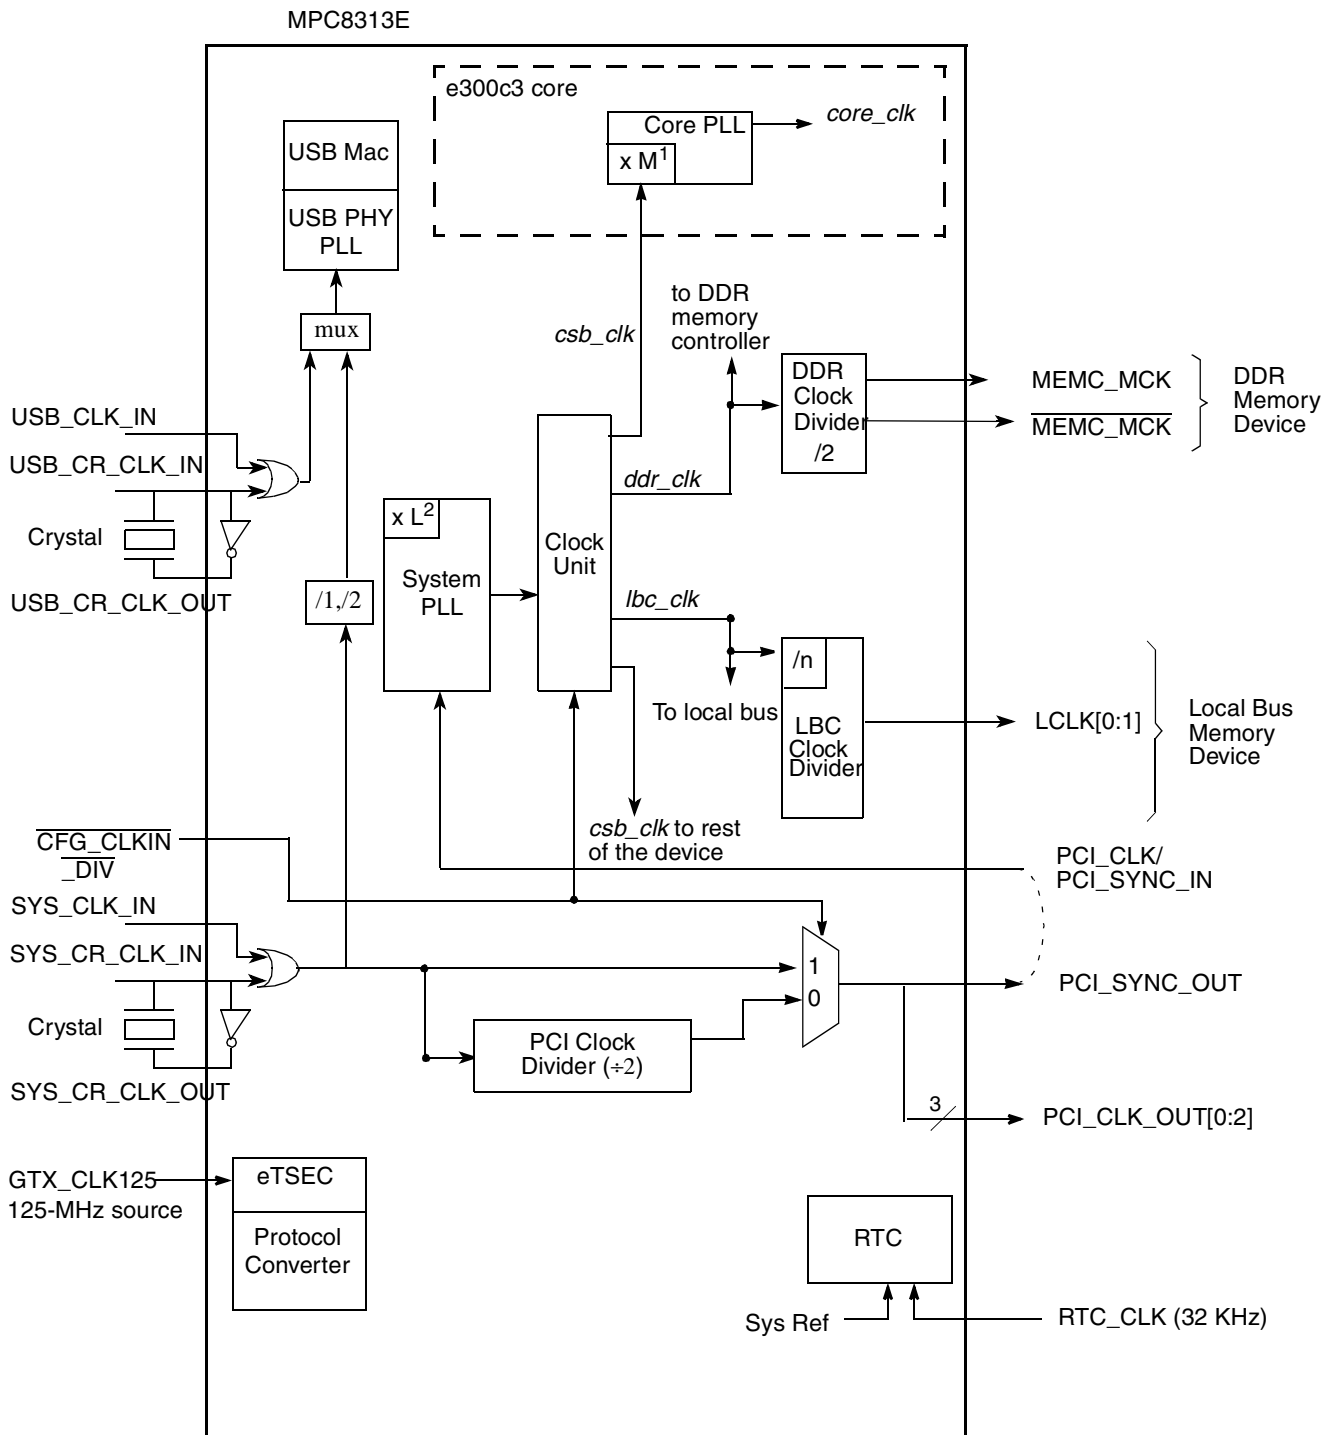 MPC8313E
e300c3 core
Core PLL
x M¹
core_clk
USB Mac
USB PHY
PLL
mux
csb_clk
to DDR
memory
controller
DDR
Clock
Divider
/2
MEMC_MCK
MEMC_MCK
DDR
Memory
Device
USB_CLK_IN
USB_CR_CLK_IN
Crystal
USB_CR_CLK_OUT
/1,/2
x L²
System
PLL
Clock
Unit
ddr_clk
lbc_clk
To local bus
/n
LBC
Clock
Divider
LCLK[0:1]
Local Bus
Memory
Device
csb_clk to rest
of the device
CFG_CLKIN
_DIV
PCI_CLK/
PCI_SYNC_IN
SYS_CLK_IN
SYS_CR_CLK_IN
Crystal
SYS_CR_CLK_OUT
1
0
PCI_SYNC_OUT
PCI Clock
Divider (÷2)
3
PCI_CLK_OUT[0:2]
GTX_CLK125
125-MHz source
eTSEC
Protocol
Converter
RTC
Sys Ref
RTC_CLK (32 KHz)